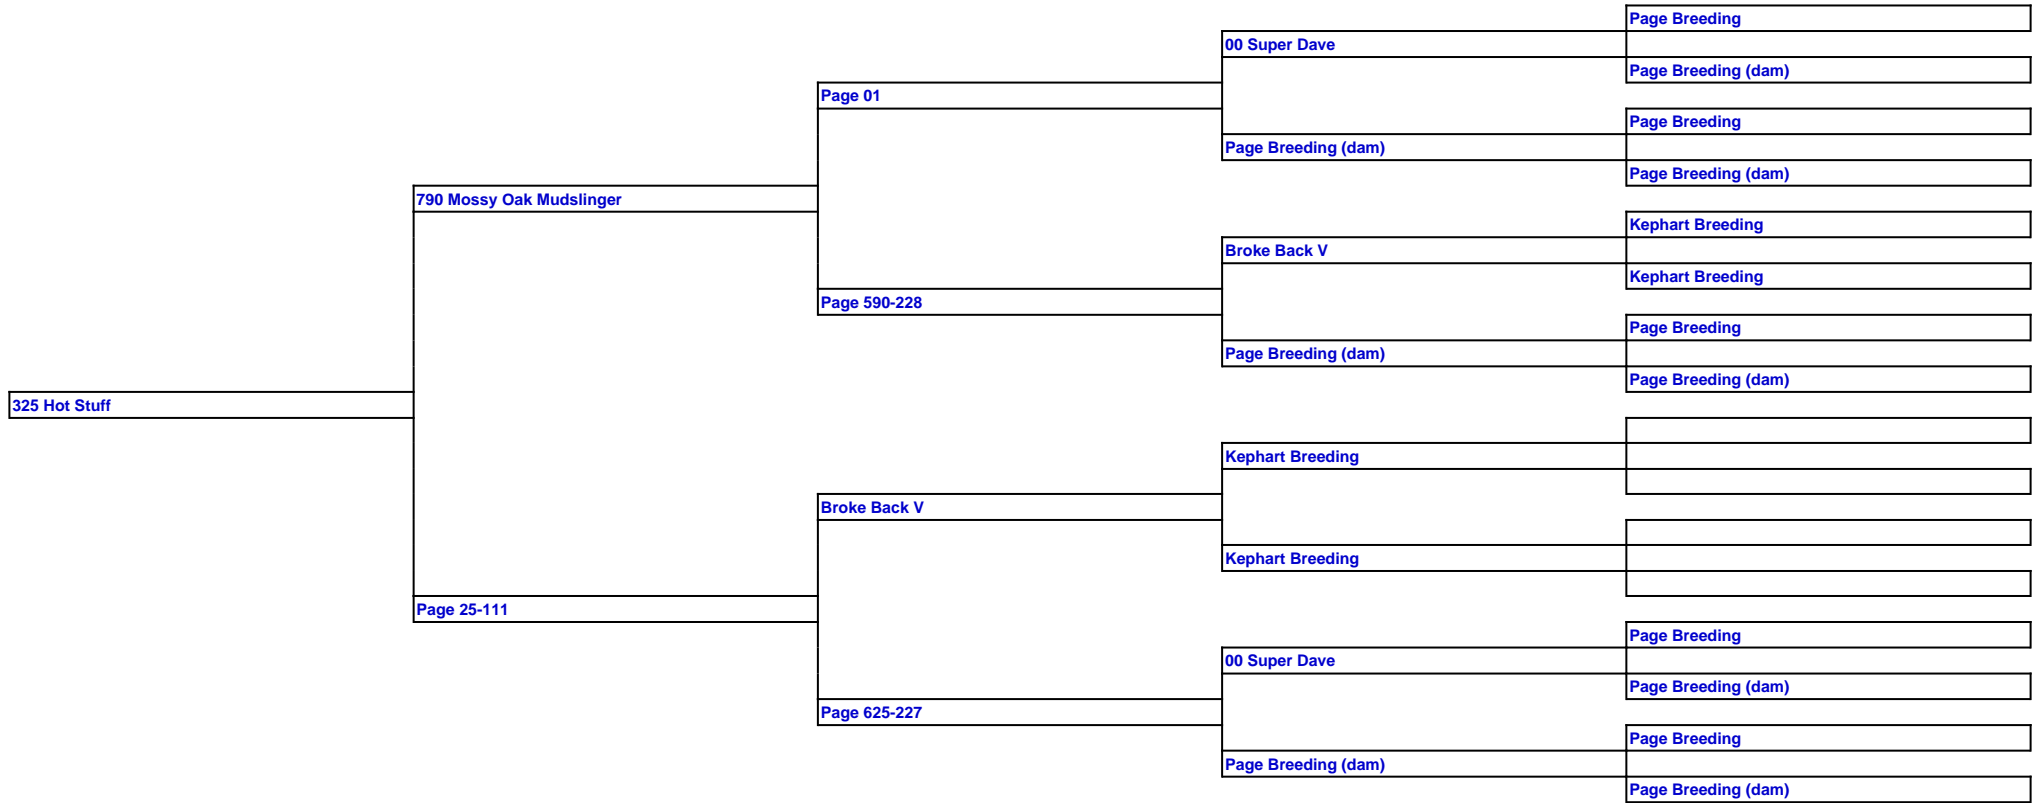 Page Breeding
00 Super Dave
Page Breeding (dam)
Page 01
Page Breeding
Page Breeding (dam)
Page Breeding (dam)
790 Mossy Oak Mudslinger
Kephart Breeding
Broke Back V
Kephart Breeding
Page 590-228
Page Breeding
Page Breeding (dam)
Page Breeding (dam)
325 Hot Stuff
Kephart Breeding
Broke Back V
Kephart Breeding
Page 25-111
Page Breeding
00 Super Dave
Page Breeding (dam)
Page 625-227
Page Breeding
Page Breeding (dam)
Page Breeding (dam)